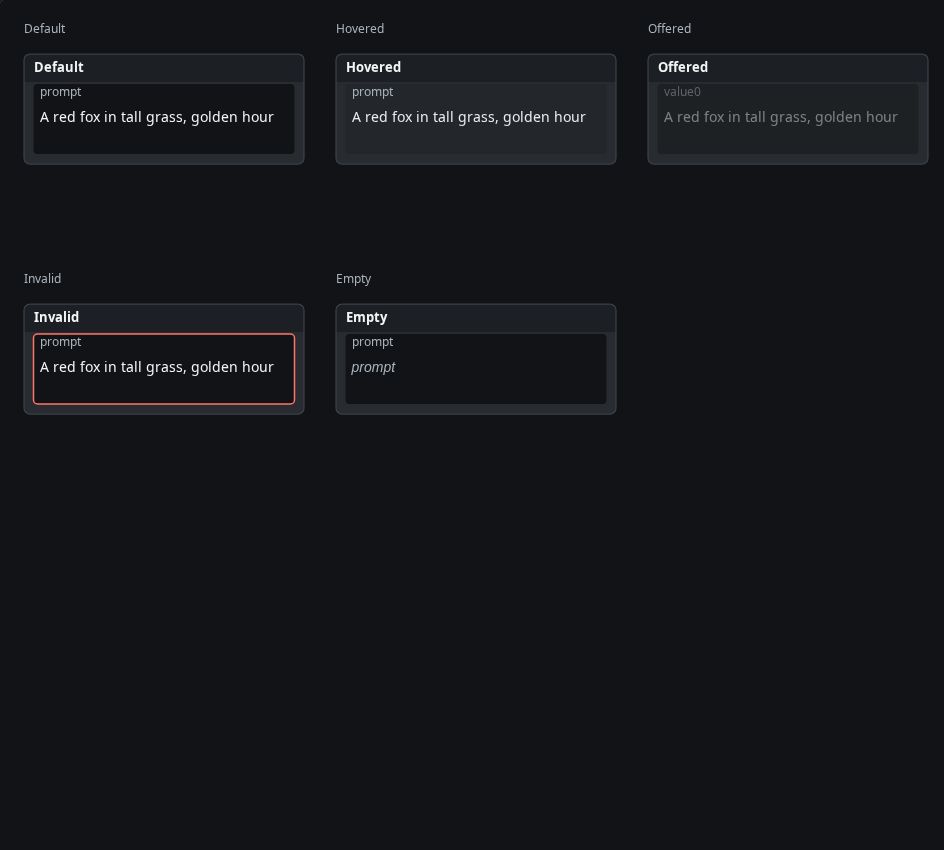 Default
Hovered
Offered
Default
prompt
A red fox in tall grass, golden hour
Hovered
prompt
A red fox in tall grass, golden hour
Offered
value0
A red fox in tall grass, golden hour
Invalid
Empty
Invalid
prompt
A red fox in tall grass, golden hour
Empty
prompt
prompt